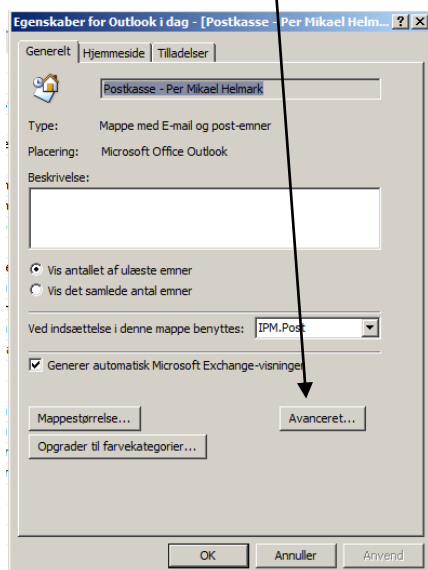 Egenskaber for Outlook i dag - [Postkasse - Per Mikael Helm...
Generelt Hjemmeside Tilladelser
Postkasse - Per Mikael Helmark
Type: Mappe med E-mail og post-emner
Placering: Microsoft Office Outlook
Beskrivelse:
Vis antallet af ulæste emner
Vis det samlede antal emner
Ved indsættelse i denne mappe benyttes: IPM.Post
Generer automatisk Microsoft Exchange-visninger
Mappestørrelse... Avanceret...
Opgrader til farvekategorier...
OK Annuller Anvend